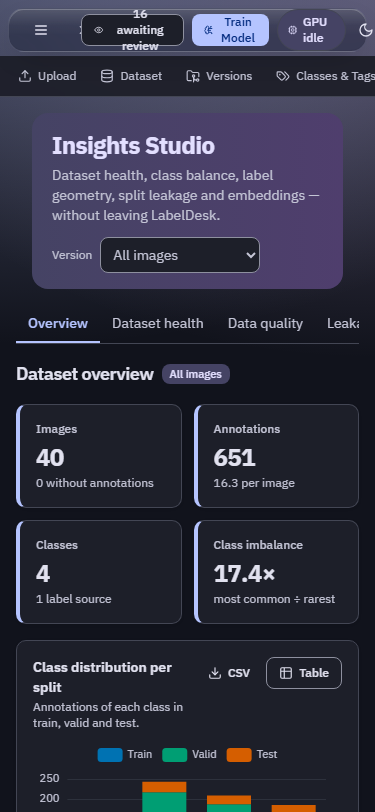 16
awaiting
review
Train
Model
GPU
idle
Upload
Dataset
Versions
Classes & Tags
Insights Studio
Dataset health, class balance, label
geometry, split leakage and embeddings —
without leaving LabelDesk.
Version
All images
Overview
Dataset health
Data quality
Dataset overview
All images
Images
40
0 without annotations
Annotations
651
16.3 per image
Classes
4
1 label source
Class imbalance
17.4×
most common ÷ rarest
Class distribution per
split
Annotations of each class in
train, valid and test.
CSV
Table
Train
Valid
Test
250
200